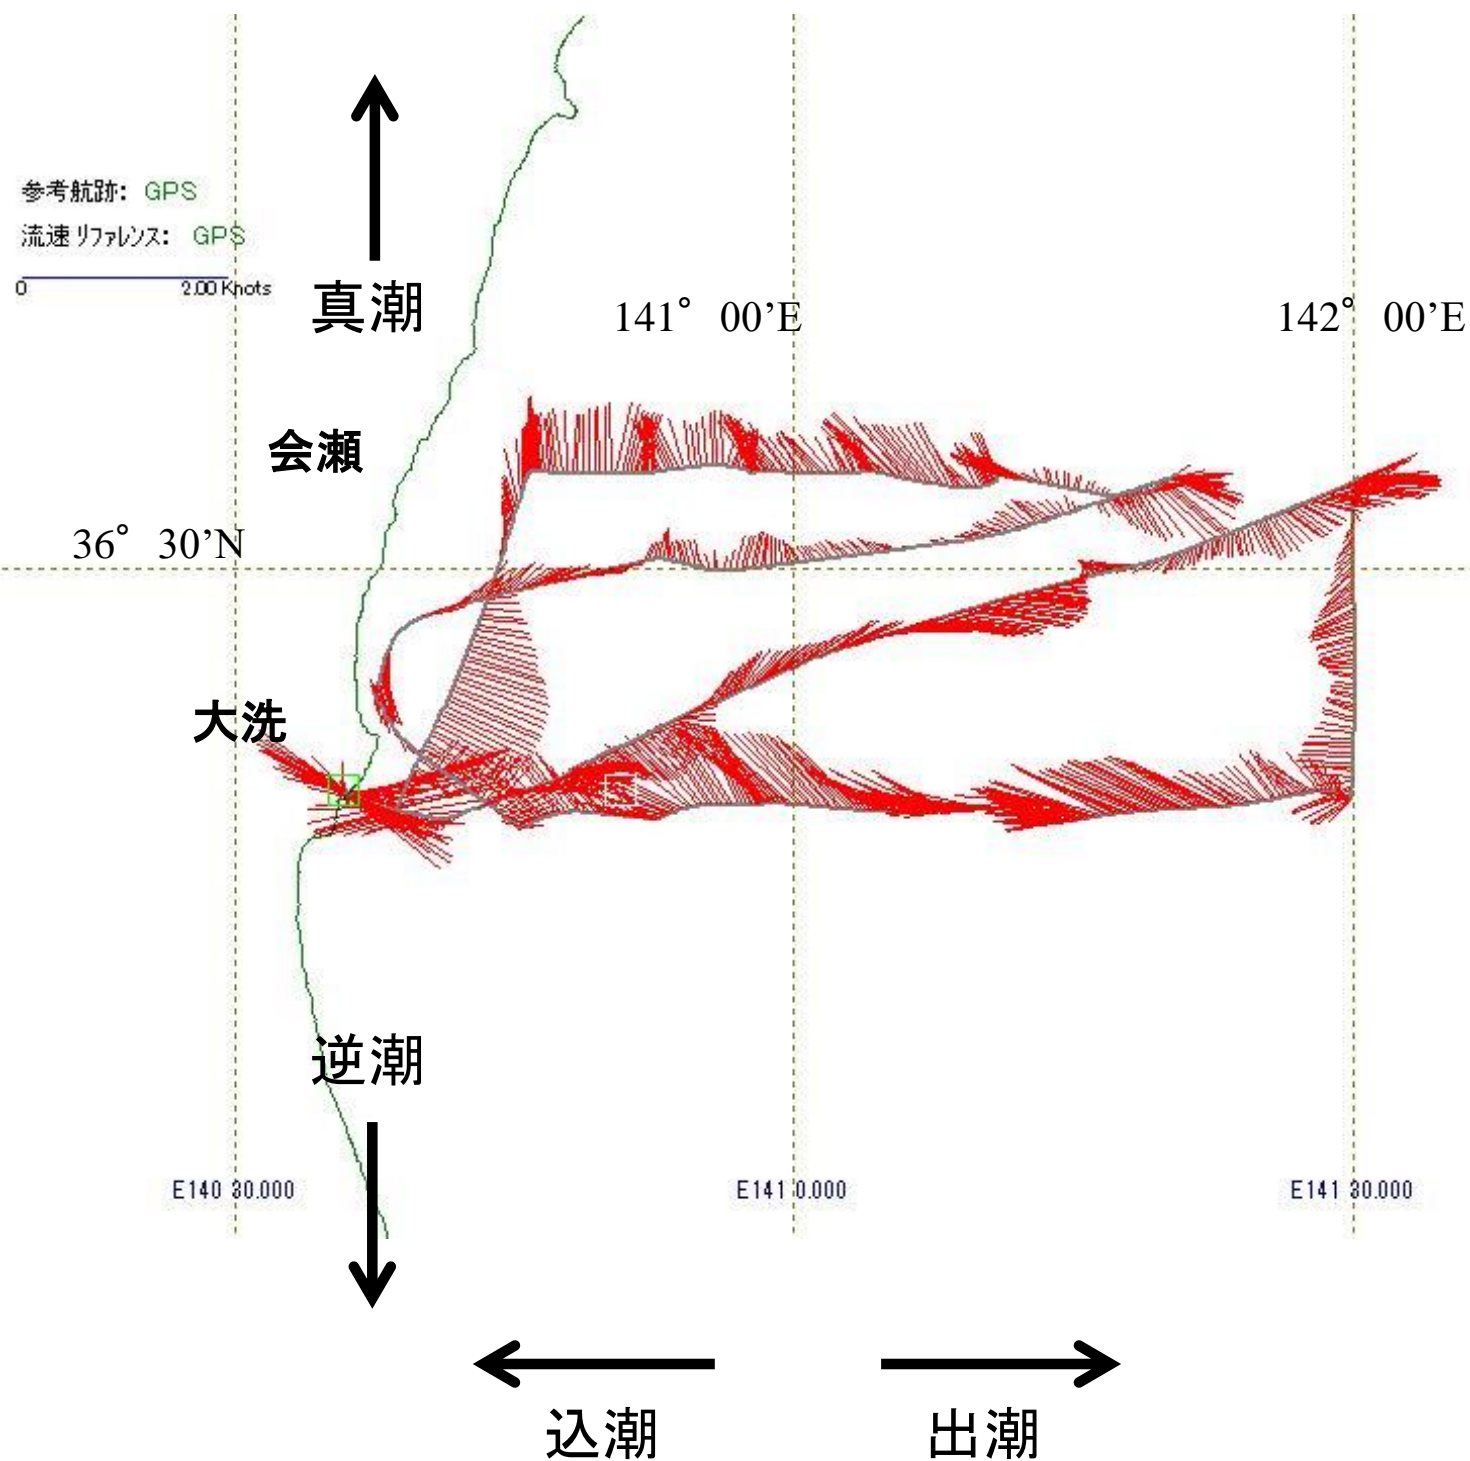 参考航跡: GPS
流速リファレンス: GPS
0 2.00 Knots
真潮
141° 00’E
142° 00’E
会瀬
36° 30’N
大洗
逆潮
E140 30.000
E141 0.000
E141 30.000
込潮
出潮